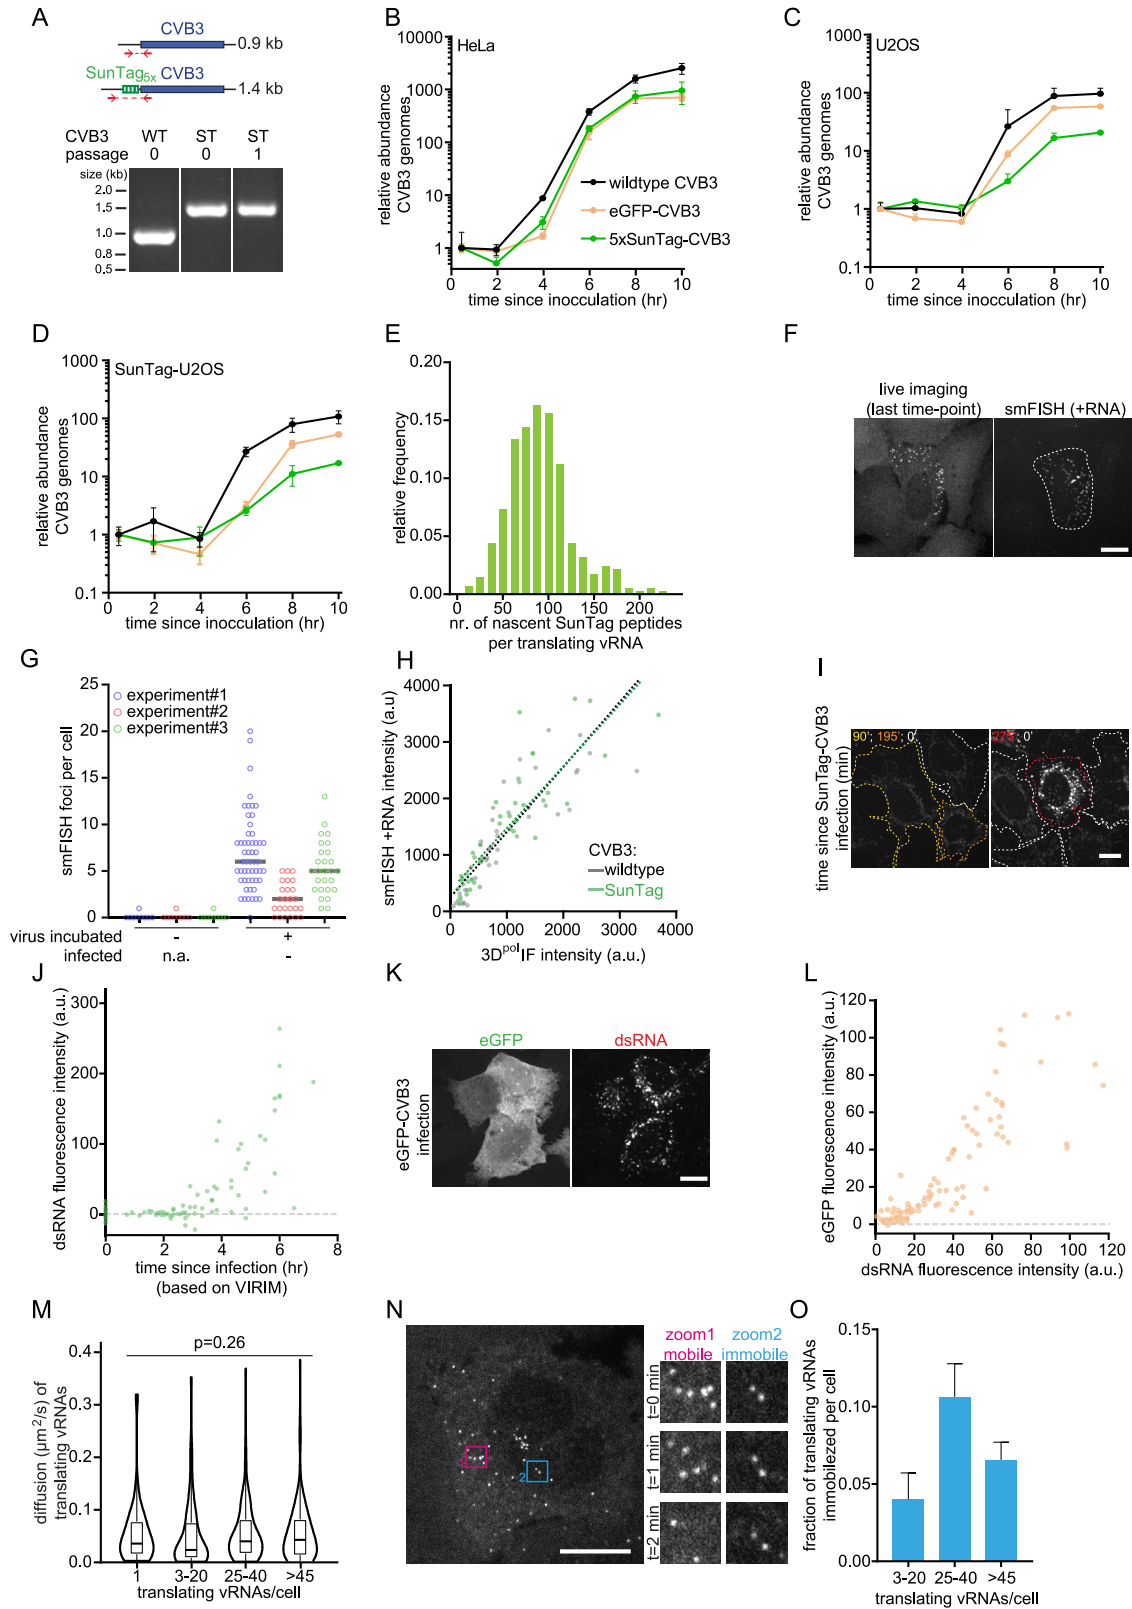 A
CVB3
0.9 kb
SunTag5x CVB3
1.4 kb
CVB3 WT ST ST
passage 0 0 1
size (kb)
2.0
1.5
1.0
0.8
0.5
B
HeLa
relative abundance
CVB3 genomes
10000
1000
100
10
1
wildtype CVB3
eGFP-CVB3
5xSunTag-CVB3
0 2 4 6 8 10
time since inocculation (hr)
C
U2OS
relative abundance
CVB3 genomes
1000
100
10
1
0.1
0 2 4 6 8 10
time since inocculation (hr)
D
SunTag-U2OS
relative abundance
CVB3 genomes
1000
100
10
1
0.1
0 2 4 6 8 10
time since inocculation (hr)
E
relative frequency
0.20
0.15
0.10
0.05
0.00
0 50 100 150 200
nr. of nascent SunTag peptides
per translating vRNA
F
live imaging
(last time-point)
smFISH (+RNA)
G
smFISH foci per cell
25
20
15
10
5
0
experiment#1
experiment#2
experiment#3
virus incubated - +
infected n.a. -
H
smFISH +RNA intensity (a.u)
4000
3000
2000
1000
0
CVB3:
wildtype
SunTag
0 1000 2000 3000 4000
3Dpol IF intensity (a.u.)
I
time since SunTag-CVB3
infection (min)
90'; 195'; 0'
275'; 0'
J
dsRNA fluorescence intensity (a.u.)
300
200
100
0
0 2 4 6 8
time since infection (hr)
(based on VIRIM)
K
eGFP
dsRNA
eGFP-CVB3
infection
L
eGFP fluorescence intensity (a.u.)
120
100
80
60
40
20
0
0 20 40 60 80 100 120
dsRNA fluorescence intensity (a.u.)
M
p=0.26
diffusion (µm2/s) of
translating vRNAs
0.4
0.3
0.2
0.1
0.0
1 3-20 25-40 >45
translating vRNAs/cell
N
1
2
zoom1
mobile
zoom2
immobile
t=0 min
t=1 min
t=2 min
O
fraction of translating vRNAs
immobilezed per cell
0.15
0.10
0.05
0.00
3-20 25-40 >45
translating vRNAs/cell